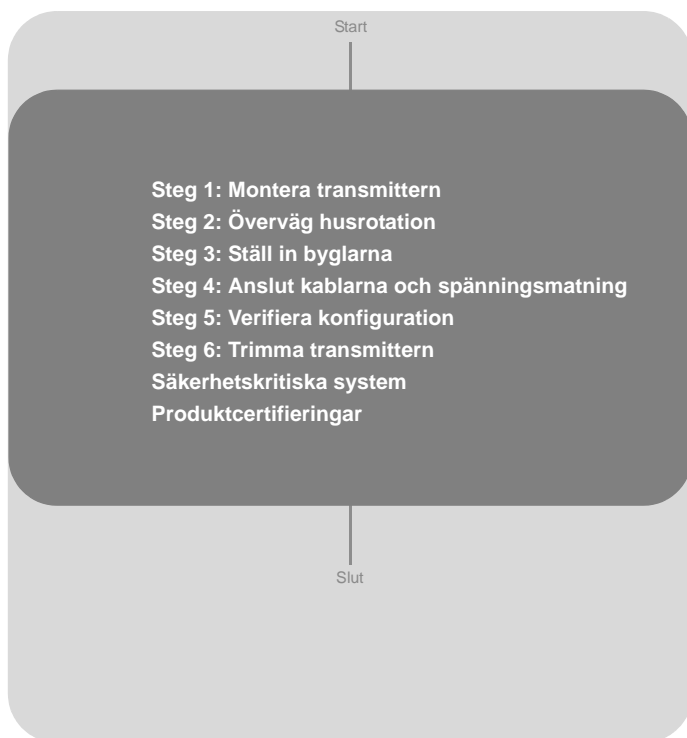 Start
Steg 1: Montera transmittern
Steg 2: Överväg husrotation
Steg 3: Ställ in byglarna
Steg 4: Anslut kablarna och spänningsmatning
Steg 5: Verifiera konfiguration
Steg 6: Trimma transmittern
Säkerhetskritiska system
Produktcertifieringar
Slut